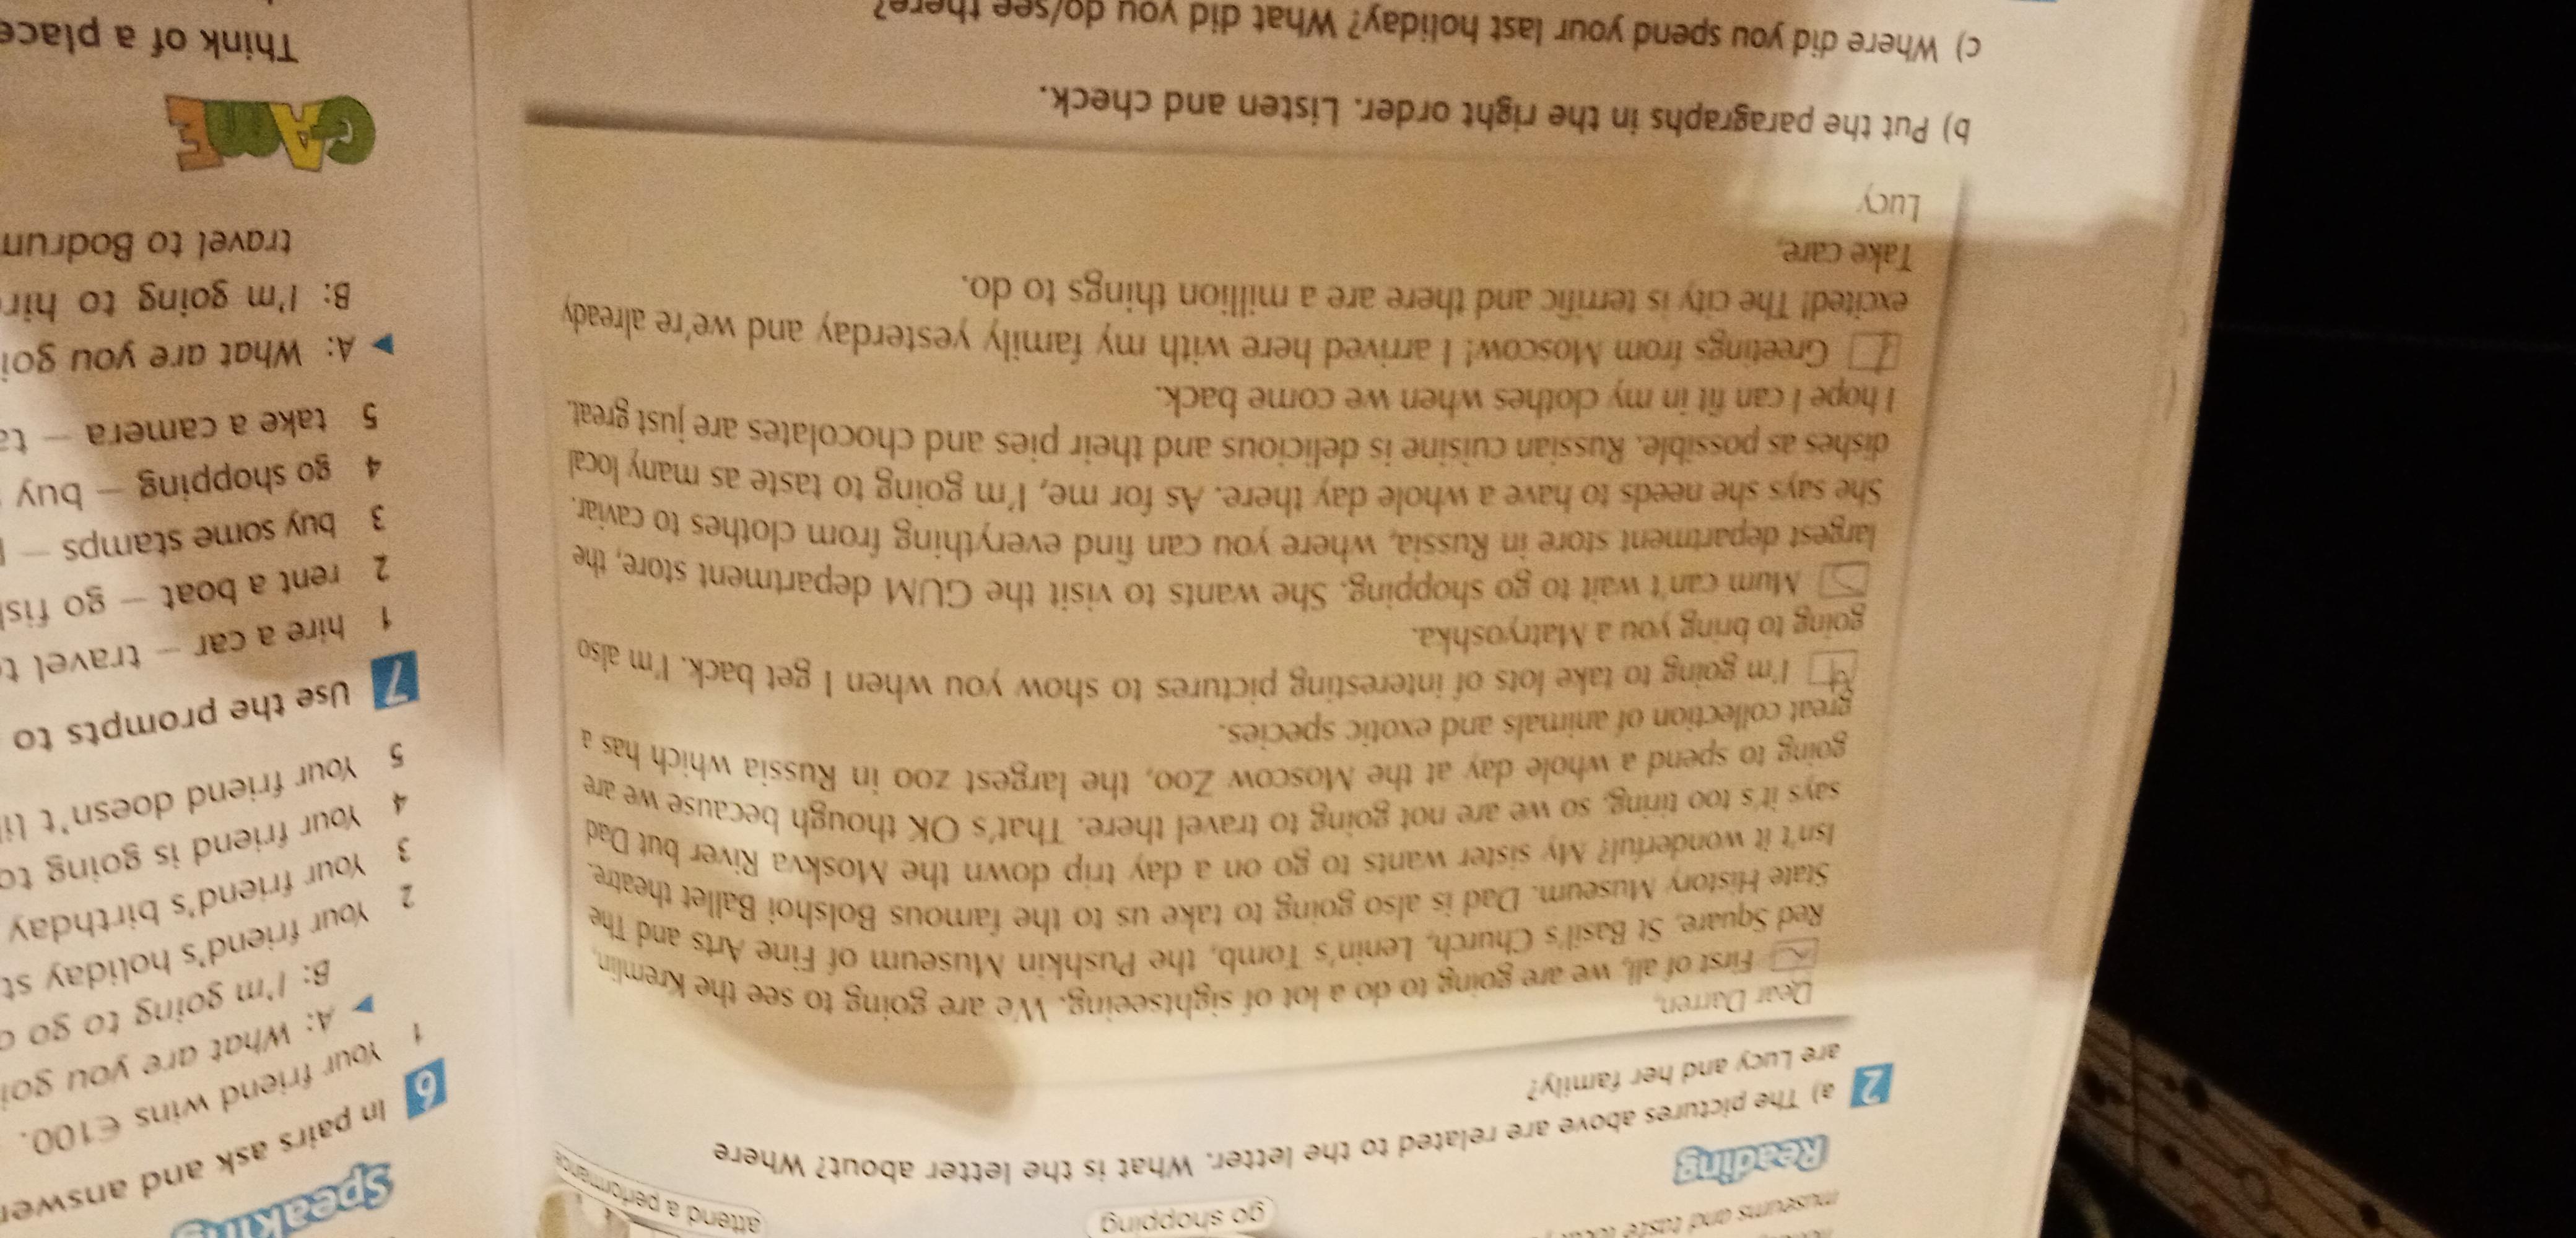 museums and taste
go shopping
attend a performance
Reading
2 a) The pictures above are related to the letter. What is the letter about? Where
are Lucy and her family?
Dear Darren,
First of all, we are going to do a lot of sightseeing. We are going to see the Kremlin,
Red Square, St Basil's Church, Lenin's Tomb, the Pushkin Museum of Fine Arts and The
State History Museum. Dad is also going to take us to the famous Bolshoi Ballet theatre.
Isn't it wonderful? My sister wants to go on a day trip down the Moskva River but Dad
says it's too tiring, so we are not going to travel there. That's OK though because we are
going to spend a whole day at the Moscow Zoo, the largest zoo in Russia which has a
great collection of animals and exotic species.
4 I'm going to take lots of interesting pictures to show you when I get back. I'm also
going to bring you a Matryoshka.
Mum can't wait to go shopping. She wants to visit the GUM department store, the
largest department store in Russia, where you can find everything from clothes to caviar.
She says she needs to have a whole day there. As for me, I'm going to taste as many local
dishes as possible. Russian cuisine is delicious and their pies and chocolates are just great.
I hope I can fit in my clothes when we come back.
1 Greetings from Moscow! I arrived here with my family yesterday and we're already
excited! The city is terrific and there are a million things to do.
Take care,
Lucy
b) Put the paragraphs in the right order. Listen and check.
c) Where did you spend your last holiday? What did you do/see there?
Speaking
6 In pairs ask and answer
1 Your friend wins €100.
A: What are you goi
B: I'm going to go
2 Your friend's holiday st
3 Your friend's birthday
4 Your friend is going to
5 Your friend doesn't li
7 Use the prompts to
1 hire a car – travel t
2 rent a boat – go fish
3 buy some stamps –
4 go shopping – buy
5 take a camera – ta
A: What are you goi
B: I'm going to hir
travel to Bodrum
GAME
Think of a place